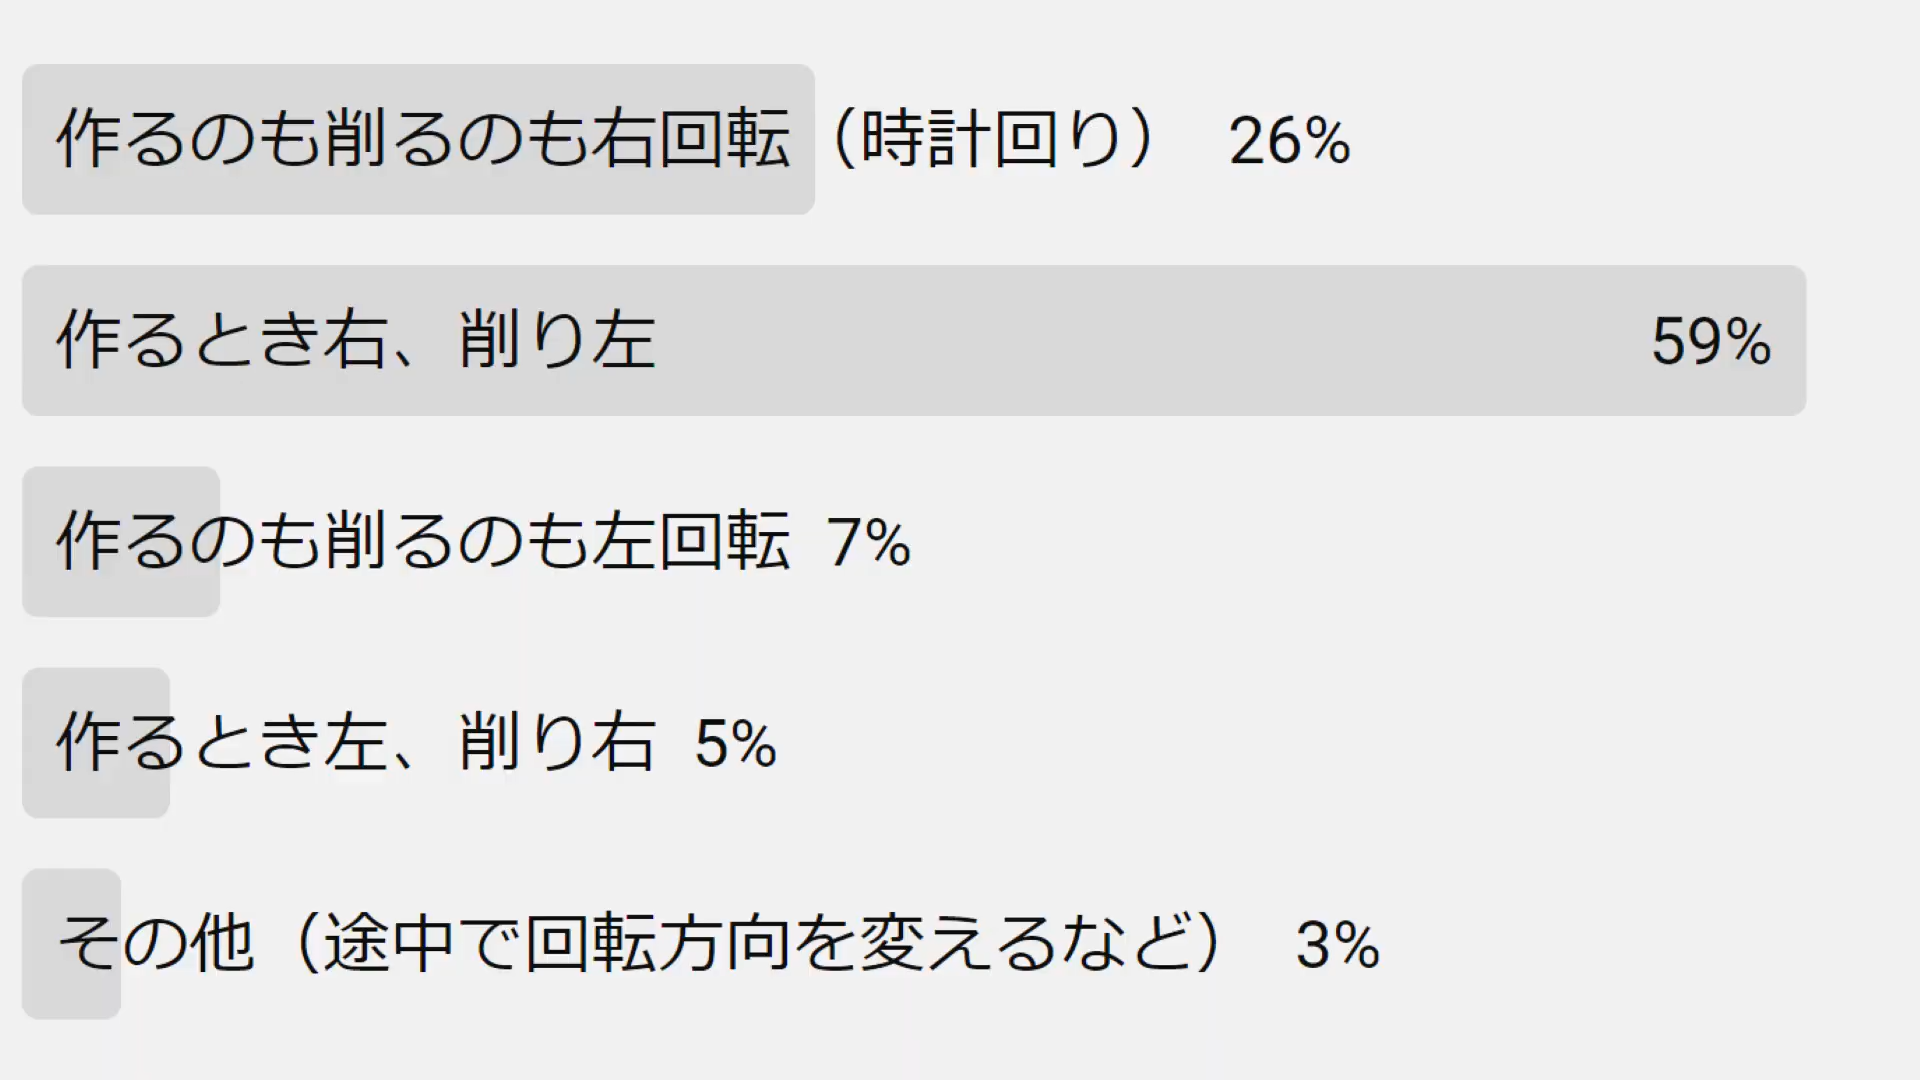 作るのも削るのも右回転（時計回り） 26%
作るとき右、削り左 59%
作るのも削るのも左回転 7%
作るとき左、削り右 5%
その他（途中で回転方向を変えるなど） 3%